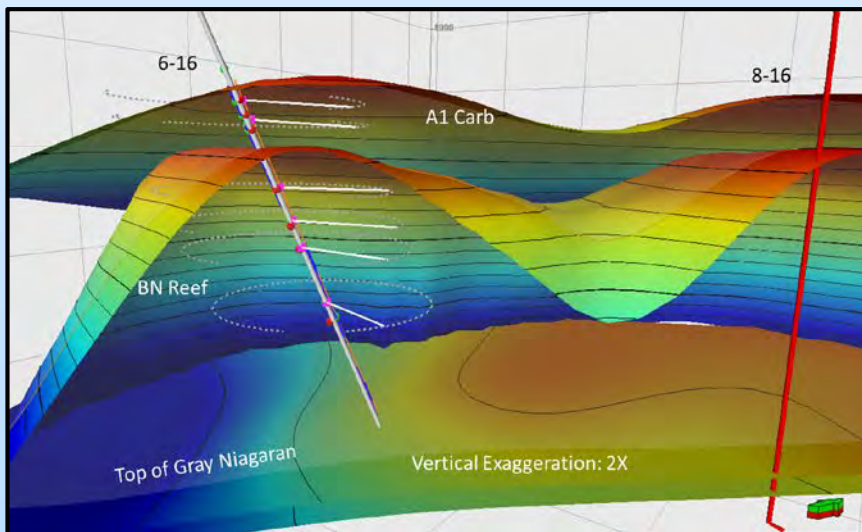 6-16
8-16
A1 Carb
BN Reef
Top of Gray Niagaran
Vertical Exaggeration: 2X